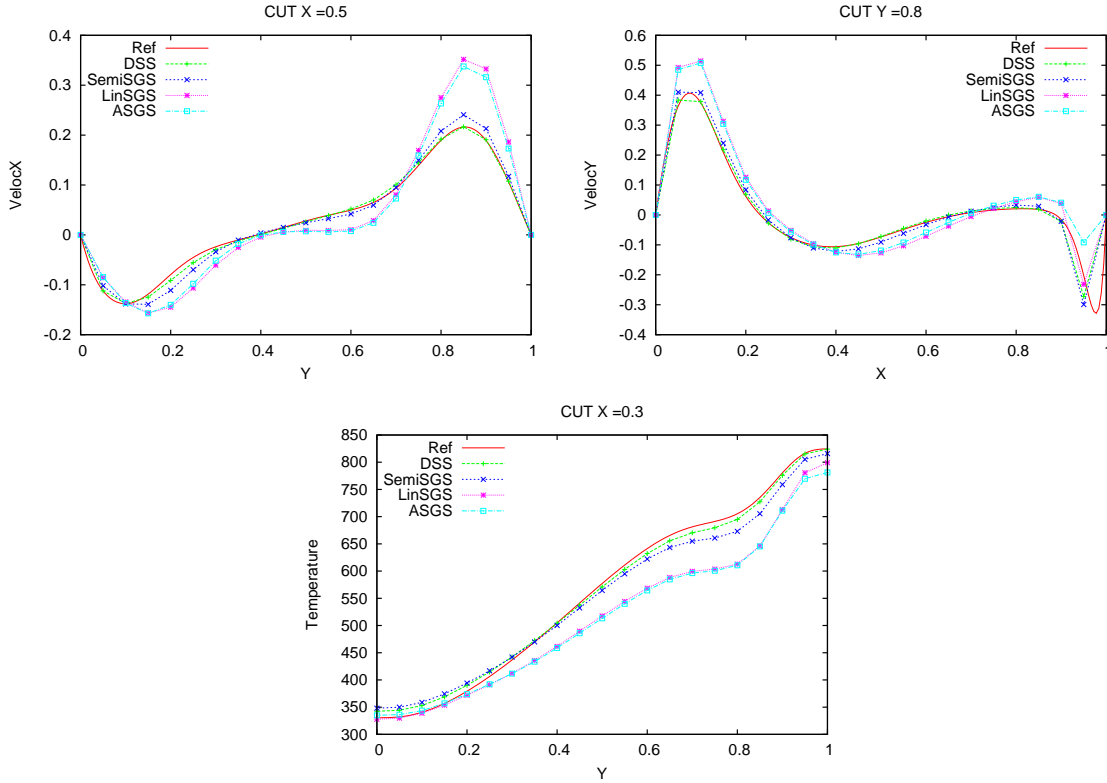 CUT X =0.5
VelocX
0.4
0.3
0.2
0.1
0
-0.1
-0.2
Ref
DSS
SemiSGS
LinSGS
ASGS
0
0.2
0.4
0.6
0.8
1
Y
CUT Y =0.8
VelocY
0.6
0.5
0.4
0.3
0.2
0.1
0
-0.1
-0.2
-0.3
-0.4
Ref
DSS
SemiSGS
LinSGS
ASGS
0
0.2
0.4
0.6
0.8
1
X
CUT X =0.3
Temperature
850
800
750
700
650
600
550
500
450
400
350
300
Ref
DSS
SemiSGS
LinSGS
ASGS
0
0.2
0.4
0.6
0.8
1
Y